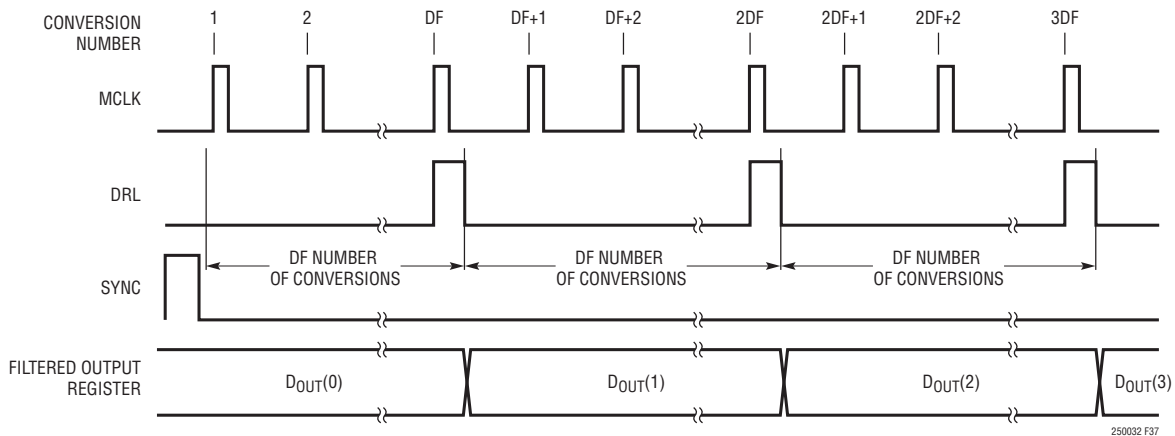 CONVERSION
NUMBER
1 2 DF DF+1 DF+2 2DF 2DF+1 2DF+2 3DF
MCLK
DRL
DF NUMBER
OF CONVERSIONS
DF NUMBER
OF CONVERSIONS
DF NUMBER
OF CONVERSIONS
SYNC
FILTERED OUTPUT
REGISTER
DOUT(0) DOUT(1) DOUT(2) DOUT(3)
250032 F37